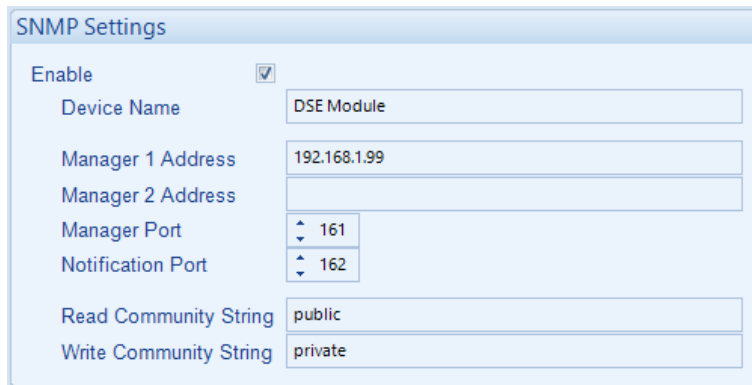 SNMP Settings
Enable
Device Name DSE Module
Manager 1 Address 192.168.1.99
Manager 2 Address
Manager Port 161
Notification Port 162
Read Community String public
Write Community String private